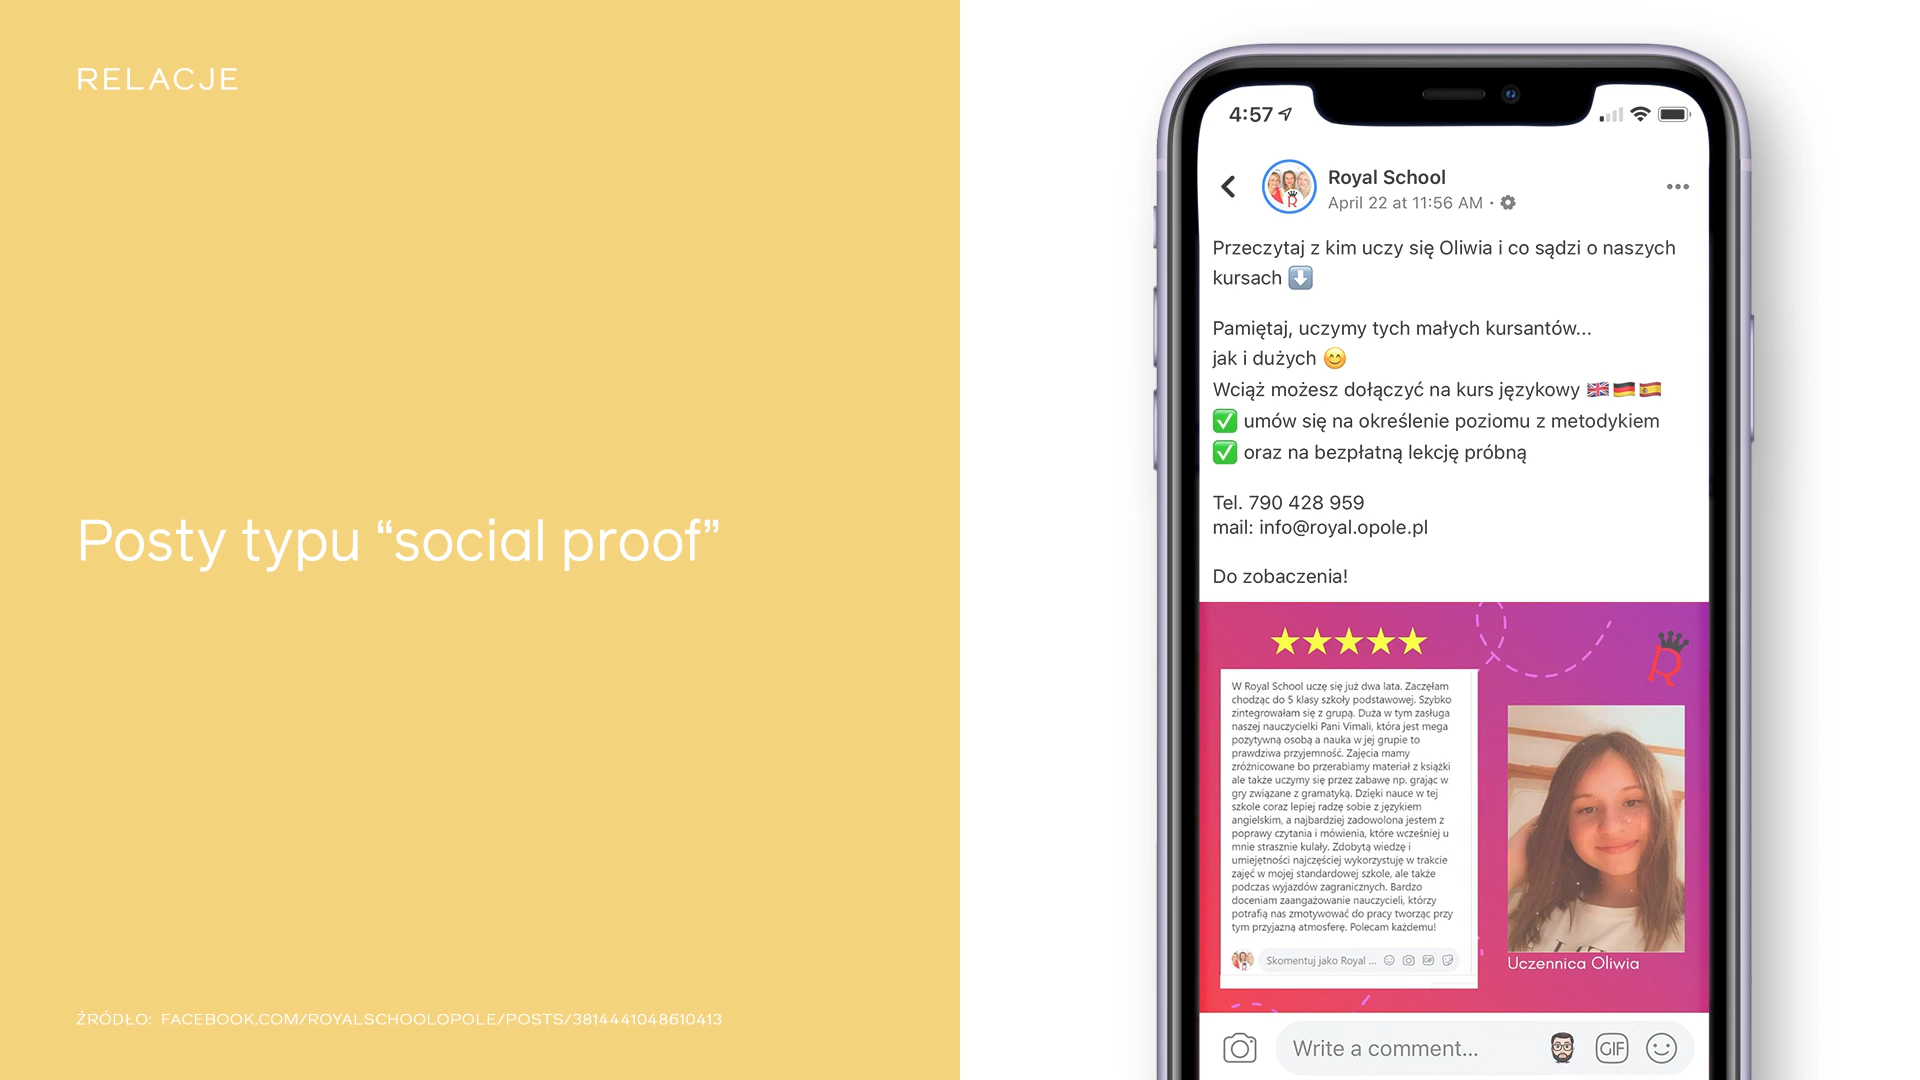 RELACJE
Posty typu “social proof”
ŹRÓDŁO: FACEBOOK.COM/ROYALSCHOOLOPOLE/POSTS/3814441048610413
4:57
Royal School
April 22 at 11:56 AM ·
Przeczytaj z kim uczy się Oliwia i co sądzi o naszych
kursach ⬇️
Pamiętaj, uczymy tych małych kursantów...
jak i dużych 😊
Wciąż możesz dołączyć na kurs językowy 🇬🇧🇩🇪🇪🇸
✅ umów się na określenie poziomu z metodykiem
✅ oraz na bezpłatną lekcję próbną
Tel. 790 428 959
mail: info@royal.opole.pl
Do zobaczenia!
R
W Royal School uczę się już dwa lata. Zaczęłam
chodząc do 5 klasy szkoły podstawowej. Szybko
zintegrowałam się z grupą. Duża w tym zasługa
naszej nauczycielki Pani Vimali, która jest mega
pozytywną osobą a nauka w jej grupie to
prawdziwa przyjemność. Zajęcia mamy
zróżnicowane bo przerabiamy materiał z książki
ale także uczymy się przez zabawę np. grając w
gry związane z gramatyką. Dzięki nauce w tej
szkole coraz lepiej radzę sobie z językiem
angielskim, a najbardziej zadowolona jestem z
poprawy czytania i mówienia, które wcześniej u
mnie strasznie kulały. Zdobytą wiedzę i
umiejętności najczęściej wykorzystuję w trakcie
zajęć w mojej standardowej szkole, ale także
podczas wyjazdów zagranicznych. Bardzo
doceniam zaangażowanie nauczycieli, którzy
potrafią nas zmotywować do pracy tworząc przy
tym przyjazną atmosferę. Polecam każdemu!
Skomentuj jako Royal ...
GIF
Uczennica Oliwia
Write a comment...
GIF